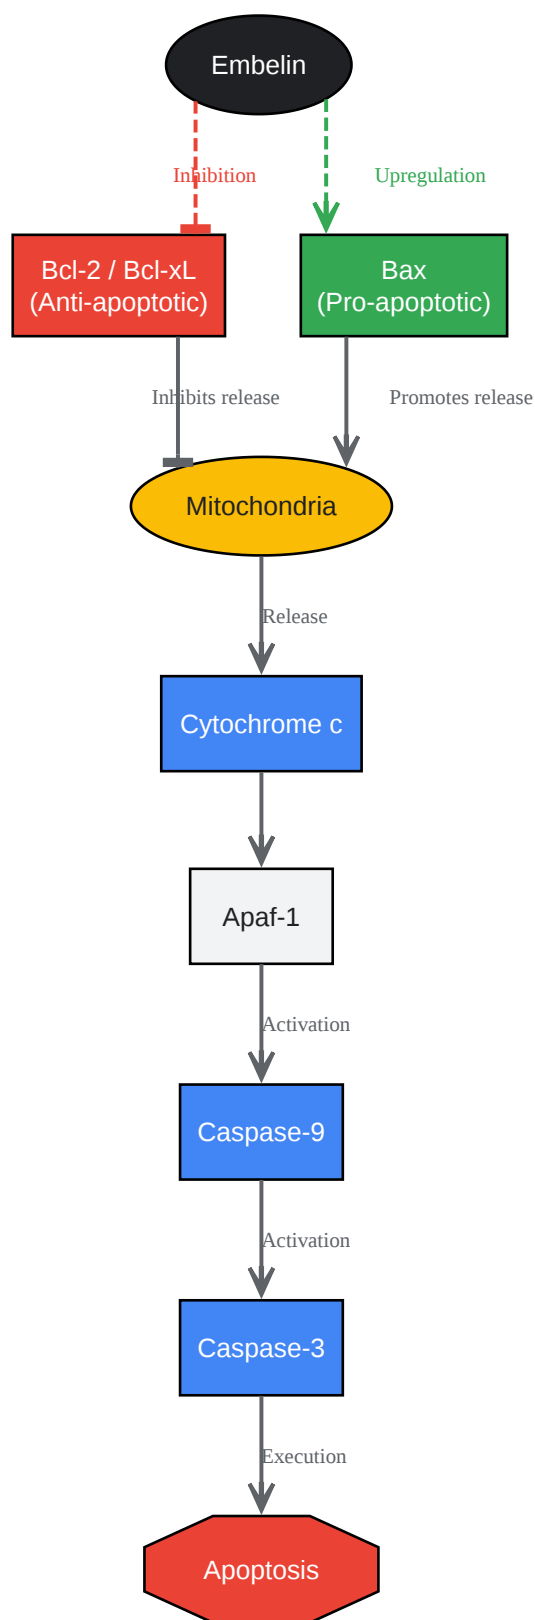 Embelin
Inhibition
Upregulation
Bcl-2 / Bcl-xL
(Anti-apoptotic)
Bax
(Pro-apoptotic)
Inhibits release
Promotes release
Mitochondria
Release
Cytochrome c
Apaf-1
Activation
Caspase-9
Activation
Caspase-3
Execution
Apoptosis